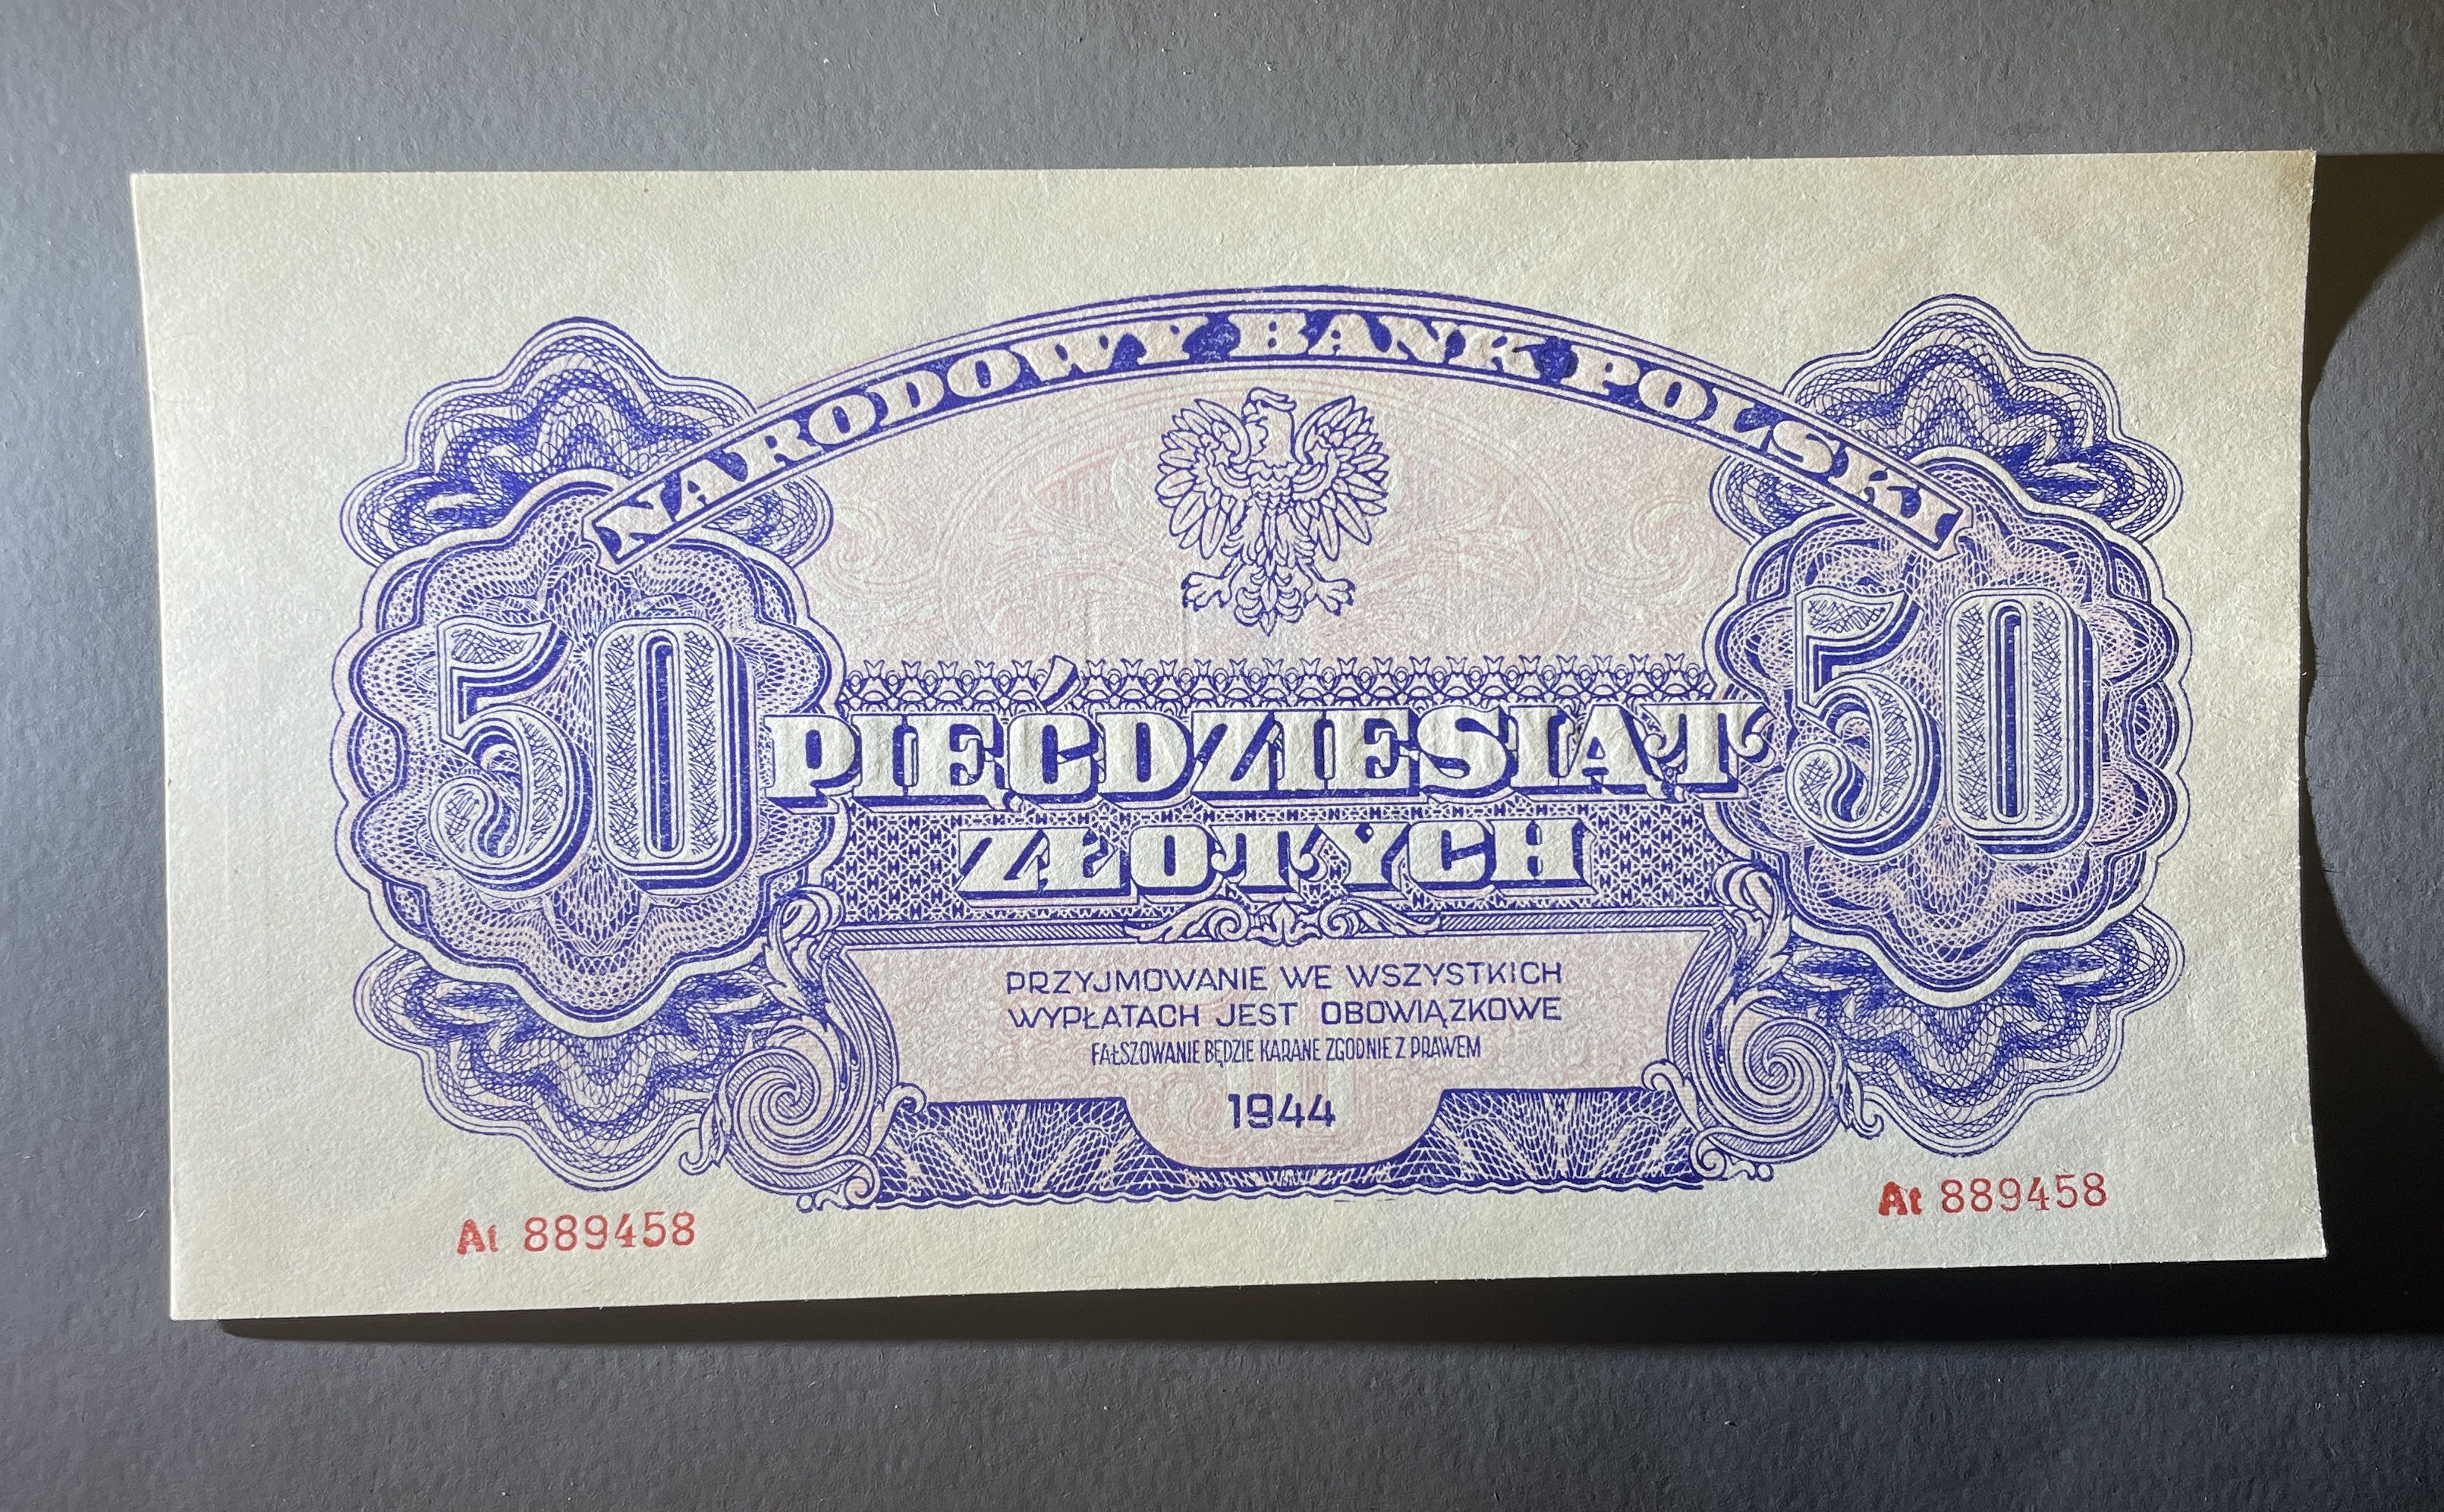 NARODOWY BANK POLSKI
50 50
PIĘĆDZIESIĄT
ZŁOTYCH
PRZYJMOWANIE WE WSZYSTKICH
WYPŁATACH JEST OBOWIĄZKOWE
FAŁSZOWANIE BĘDZIE KARANE ZGODNIE Z PRAWEM
1944
At 889458 At 889458